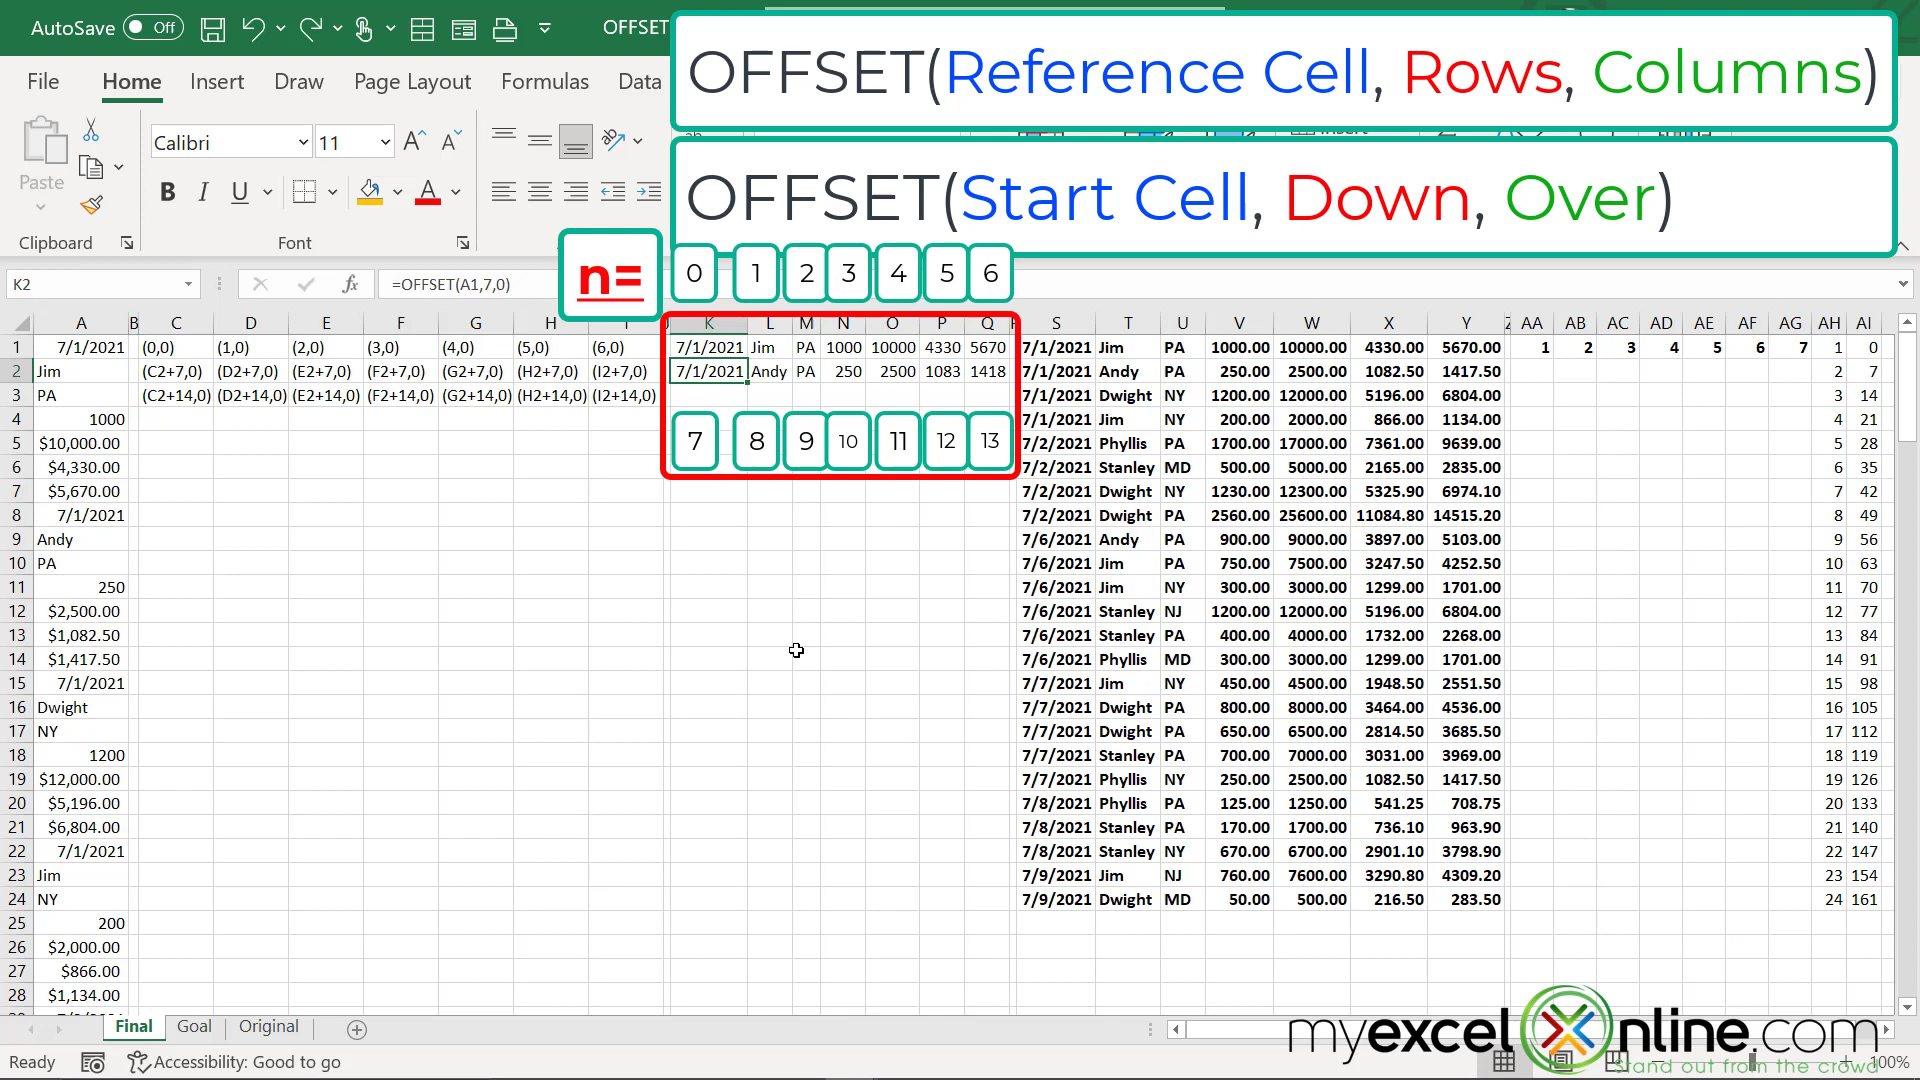 AutoSave Off OFFSET
OFFSET(Reference Cell, Rows, Columns)
File Home Insert Draw Page Layout Formulas Data
OFFSET(Start Cell, Down, Over)
Paste Calibri 11
B I U A
Clipboard Font
n= 0 1 2 3 4 5 6
K2 fx =OFFSET(A1,7,0)
A B C D E F G H I K L M N O P Q S T U V W X Y Z AA AB AC AD AE AF AG AH AI
1 7/1/2021 (0,0) (1,0) (2,0) (3,0) (4,0) (5,0) (6,0) 7/1/2021 Jim PA 1000 10000 4330 5670 7/1/2021 Jim PA 1000.00 10000.00 4330.00 5670.00 1 2 3 4 5 6 7 1 0
2 Jim (C2+7,0) (D2+7,0) (E2+7,0) (F2+7,0) (G2+7,0) (H2+7,0) (I2+7,0) 7/1/2021 Andy PA 250 2500 1083 1418 7/1/2021 Andy PA 250.00 2500.00 1082.50 1417.50 2 7
3 PA (C2+14,0) (D2+14,0) (E2+14,0) (F2+14,0) (G2+14,0) (H2+14,0) (I2+14,0) 7/1/2021 Dwight NY 1200.00 12000.00 5196.00 6804.00 3 14
4 1000 7/1/2021 Jim NY 200.00 2000.00 866.00 1134.00 4 21
5 $10,000.00 7 8 9 10 11 12 13 7/2/2021 Phyllis PA 1700.00 17000.00 7361.00 9639.00 5 28
6 $4,330.00 7/2/2021 Stanley MD 500.00 5000.00 2165.00 2835.00 6 35
7 $5,670.00 7/2/2021 Dwight NY 1230.00 12300.00 5325.90 6974.10 7 42
8 7/1/2021 7/2/2021 Dwight PA 2560.00 25600.00 11084.80 14515.20 8 49
9 Andy 7/6/2021 Andy PA 900.00 9000.00 3897.00 5103.00 9 56
10 PA 7/6/2021 Jim PA 750.00 7500.00 3247.50 4252.50 10 63
11 250 7/6/2021 Jim NY 300.00 3000.00 1299.00 1701.00 11 70
12 $2,500.00 7/6/2021 Stanley NJ 1200.00 12000.00 5196.00 6804.00 12 77
13 $1,082.50 7/6/2021 Stanley PA 400.00 4000.00 1732.00 2268.00 13 84
14 $1,417.50 7/6/2021 Phyllis MD 300.00 3000.00 1299.00 1701.00 14 91
15 7/1/2021 7/7/2021 Jim NY 450.00 4500.00 1948.50 2551.50 15 98
16 Dwight 7/7/2021 Dwight PA 800.00 8000.00 3464.00 4536.00 16 105
17 NY 7/7/2021 Dwight PA 650.00 6500.00 2814.50 3685.50 17 112
18 1200 7/7/2021 Stanley PA 700.00 7000.00 3031.00 3969.00 18 119
19 $12,000.00 7/7/2021 Phyllis NY 250.00 2500.00 1082.50 1417.50 19 126
20 $5,196.00 7/8/2021 Phyllis PA 125.00 1250.00 541.25 708.75 20 133
21 $6,804.00 7/8/2021 Stanley PA 170.00 1700.00 736.10 963.90 21 140
22 7/1/2021 7/8/2021 Stanley NY 670.00 6700.00 2901.10 3798.90 22 147
23 Jim 7/9/2021 Jim NJ 760.00 7600.00 3290.80 4309.20 23 154
24 NY 7/9/2021 Dwight MD 50.00 500.00 216.50 283.50 24 161
25 200
26 $2,000.00
27 $866.00
28 $1,134.00
Final Goal Original
myexcelonline.com
Ready Accessibility: Good to go 100%
Stand out from the crowd